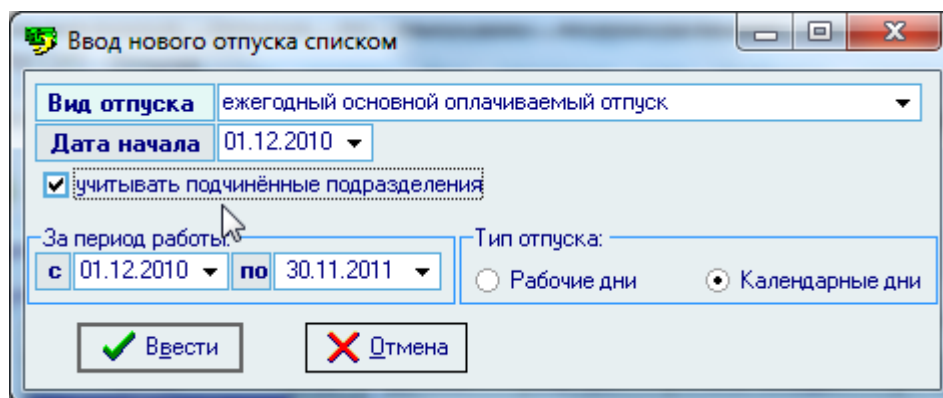 Ввод нового отпуска списком
Вид отпуска ежегодный основной оплачиваемый отпуск
Дата начала 01.12.2010
учитывать подчинённые подразделения
За период работы: Тип отпуска:
с 01.12.2010 по 30.11.2011 Рабочие дни Календарные дни
Ввести Отмена